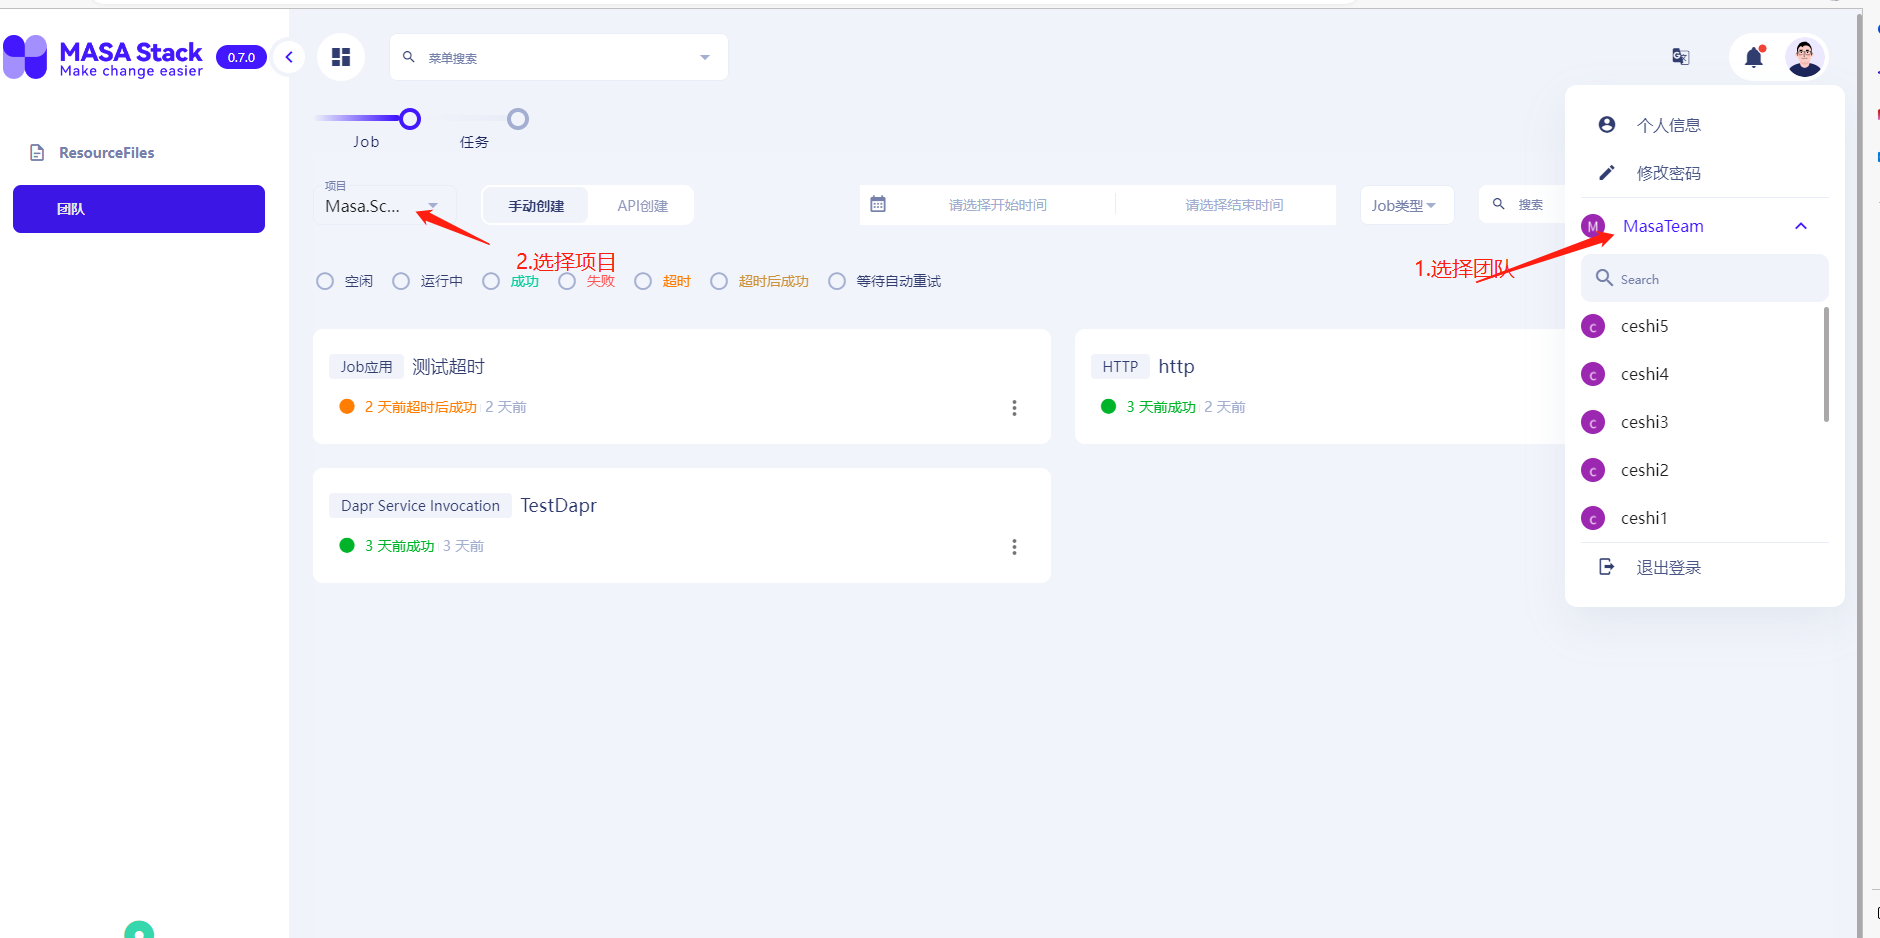 MASA Stack
Make change easier
0.7.0
菜单搜索
Job
任务
ResourceFiles
团队
项目
Masa.Sc...
手动创建
API创建
请选择开始时间
请选择结束时间
Job类型
搜索
2.选择项目
1.选择团队
空闲
运行中
成功
失败
超时
超时后成功
等待自动重试
Job应用
测试超时
2 天前超时后成功
2 天前
HTTP
http
3 天前成功
2 天前
Dapr Service Invocation
TestDapr
3 天前成功
3 天前
个人信息
修改密码
M
MasaTeam
Search
c
ceshi5
c
ceshi4
c
ceshi3
c
ceshi2
c
ceshi1
退出登录